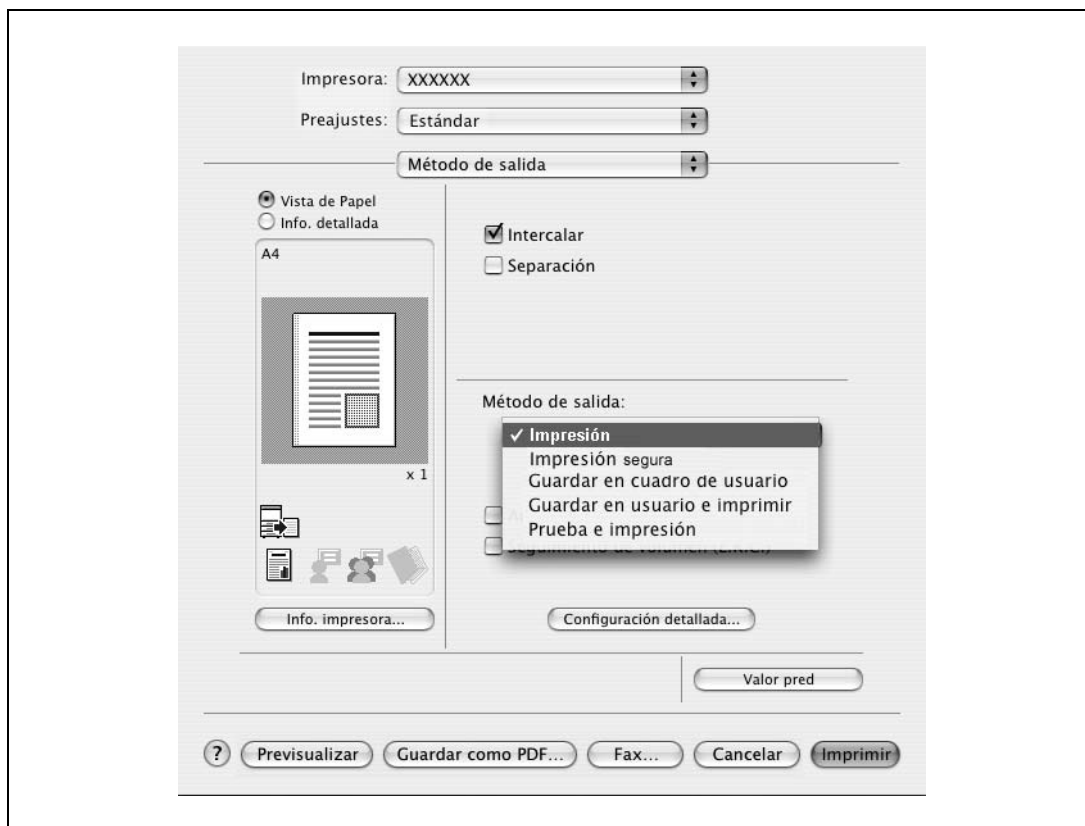 Impresora: XXXXXX
Preajustes: Estándar
Método de salida
Vista de Papel
Info. detallada
A4
x 1
Info. impresora...
Intercalar
Separación
Método de salida:
✓ Impresión
Impresión segura
Guardar en cuadro de usuario
Guardar en usuario e imprimir
Prueba e impresión
Configuración detallada...
Valor pred
? Previsualizar Guardar como PDF... Fax... Cancelar Imprimir